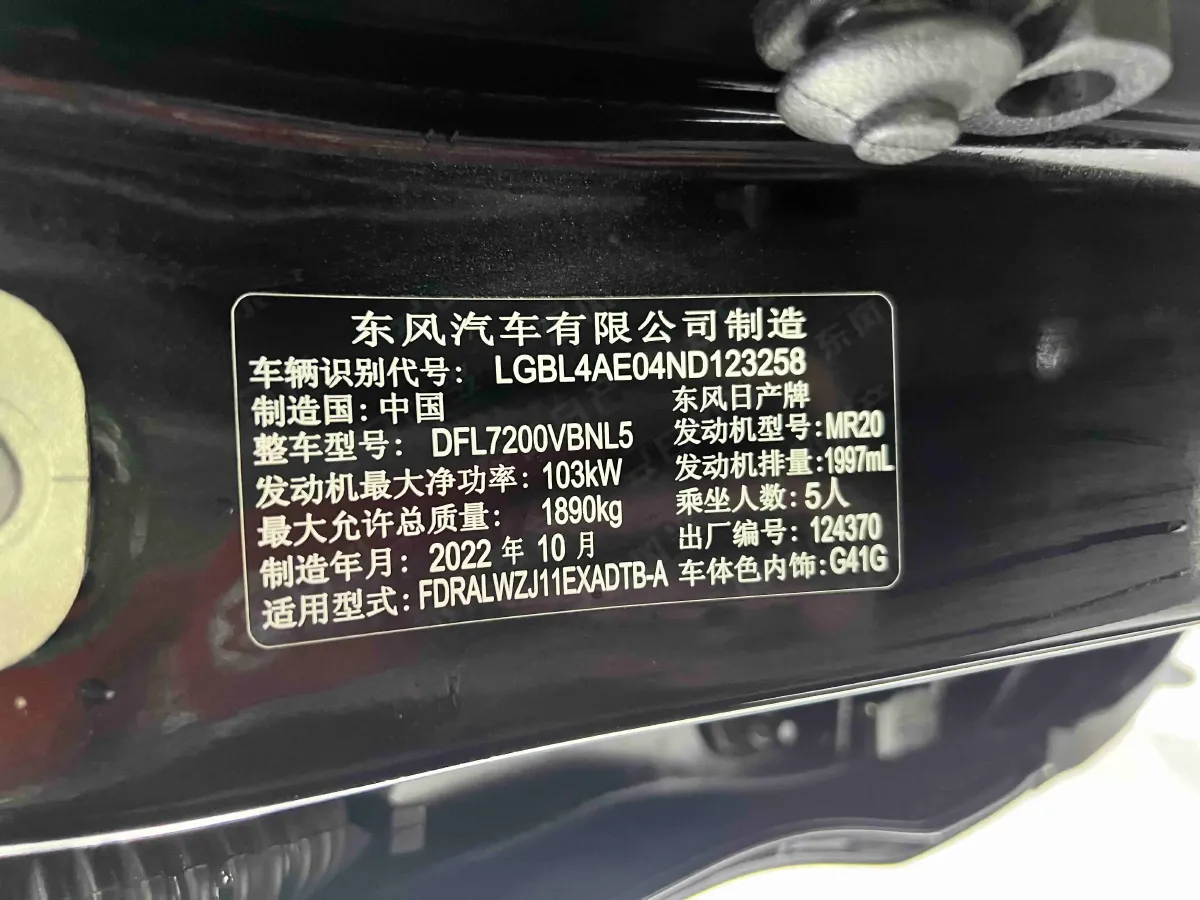 东风汽车有限公司制造
车辆识别代号： LGBL4AE04ND123258
制造国：中国 东风日产牌
整车型号： DFL7200VBNL5 发动机型号：MR20
发动机最大净功率：103kW 发动机排量：1997mL
最大允许总质量： 1890kg 乘坐人数：5人
制造年月： 2022 年 10 月 出厂编号： 124370
适用型式：FDRALWZJ11EXADTB-A 车体色内饰：G41G